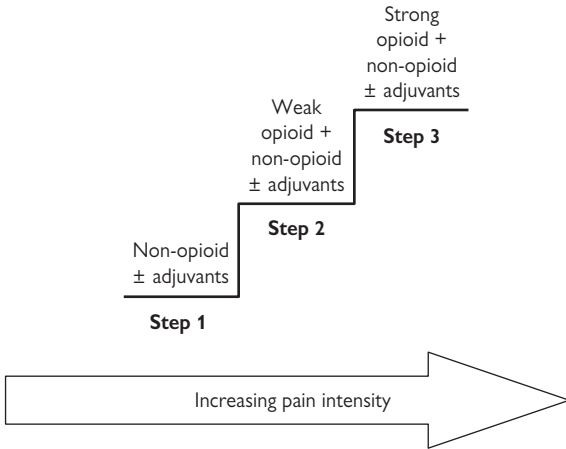 Strong
opioid +
non-opioid
± adjuvants
Step 3
Weak
opioid +
non-opioid
± adjuvants
Step 2
Non-opioid
± adjuvants
Step 1
Increasing pain intensity